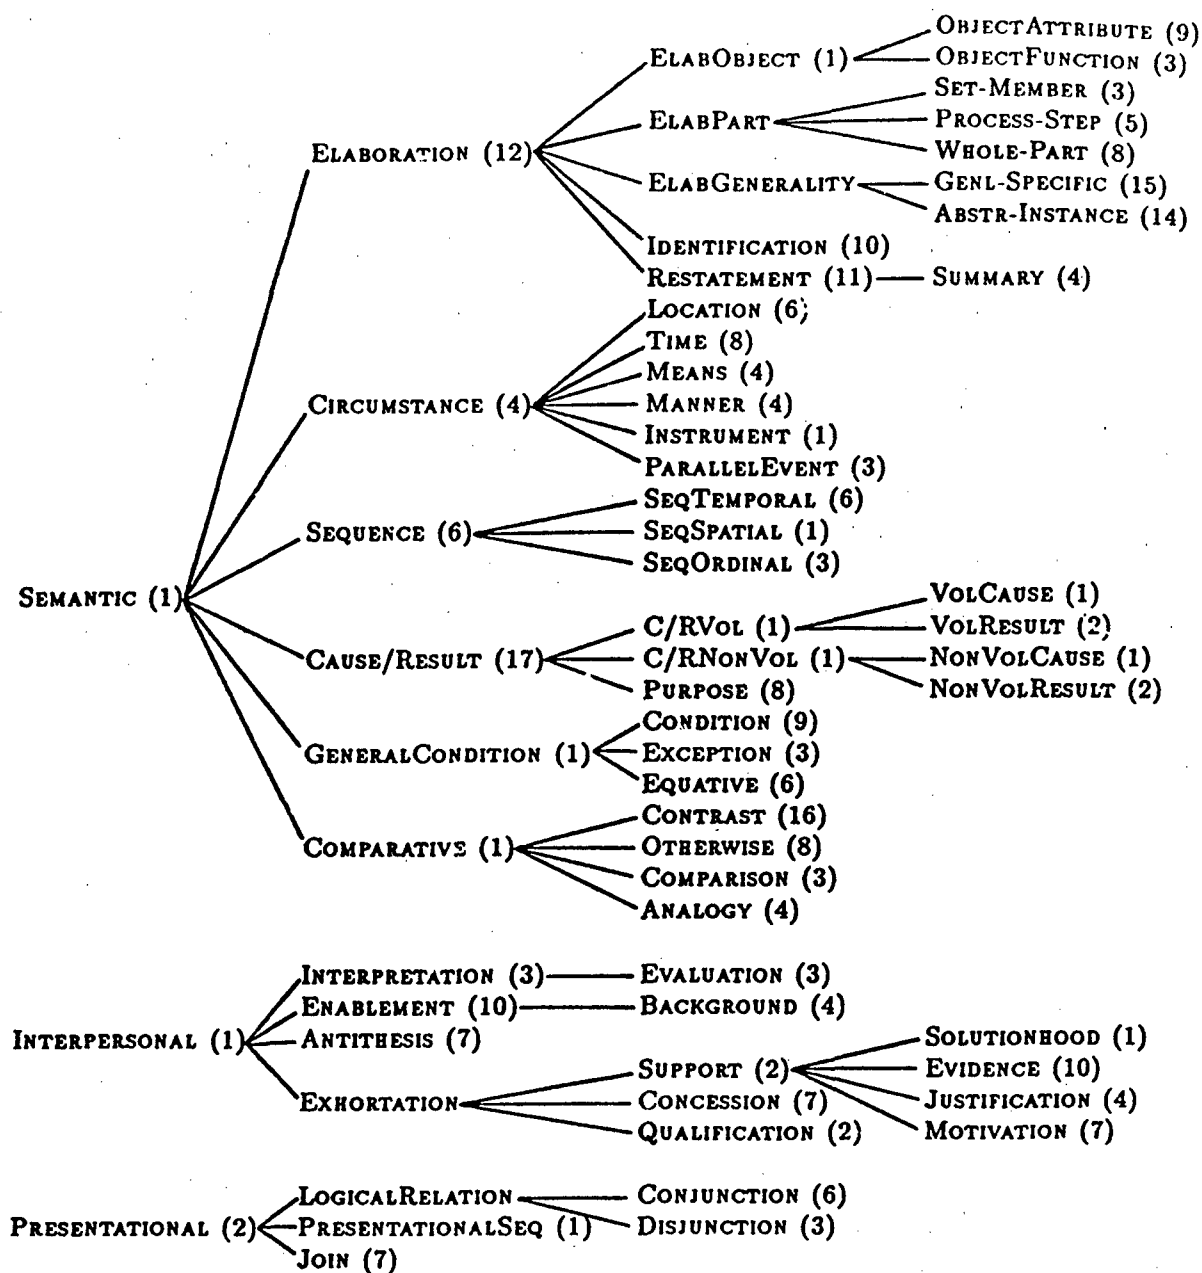 OBJECTATTRIBUTE (9)
ELABOBJECT (1) OBJECTFUNCTION (3)
SET-MEMBER (3)
ELABPART PROCESS-STEP (5)
ELABORATION (12) WHOLE-PART (8)
ELABGENERALITY GENL-SPECIFIC (15)
ABSTR-INSTANCE (14)
IDENTIFICATION (10)
RESTATEMENT (11) SUMMARY (4)
LOCATION (6)
TIME (8)
MEANS (4)
CIRCUMSTANCE (4) MANNER (4)
INSTRUMENT (1)
PARALLELEVENT (3)
SEQTEMPORAL (6)
SEQUENCE (6) SEQSPATIAL (1)
SEQORDINAL (3)
SEMANTIC (1) VOLCAUSE (1)
C/RVOL (1) VOLRESULT (2)
CAUSE/RESULT (17) C/RNONVOL (1) NONVOLCAUSE (1)
PURPOSE (8) NONVOLRESULT (2)
CONDITION (9)
GENERALCONDITION (1) EXCEPTION (3)
EQUATIVE (6)
CONTRAST (16)
COMPARATIVE (1) OTHERWISE (8)
COMPARISON (3)
ANALOGY (4)
INTERPRETATION (3) EVALUATION (3)
ENABLEMENT (10) BACKGROUND (4)
INTERPERSONAL (1) ANTITHESIS (7) SOLUTIONHOOD (1)
SUPPORT (2) EVIDENCE (10)
EXHORTATION CONCESSION (7) JUSTIFICATION (4)
QUALIFICATION (2) MOTIVATION (7)
LOGICALRELATION CONJUNCTION (6)
PRESENTATIONAL (2) PRESENTATIONALSEQ (1) DISJUNCTION (3)
JOIN (7)